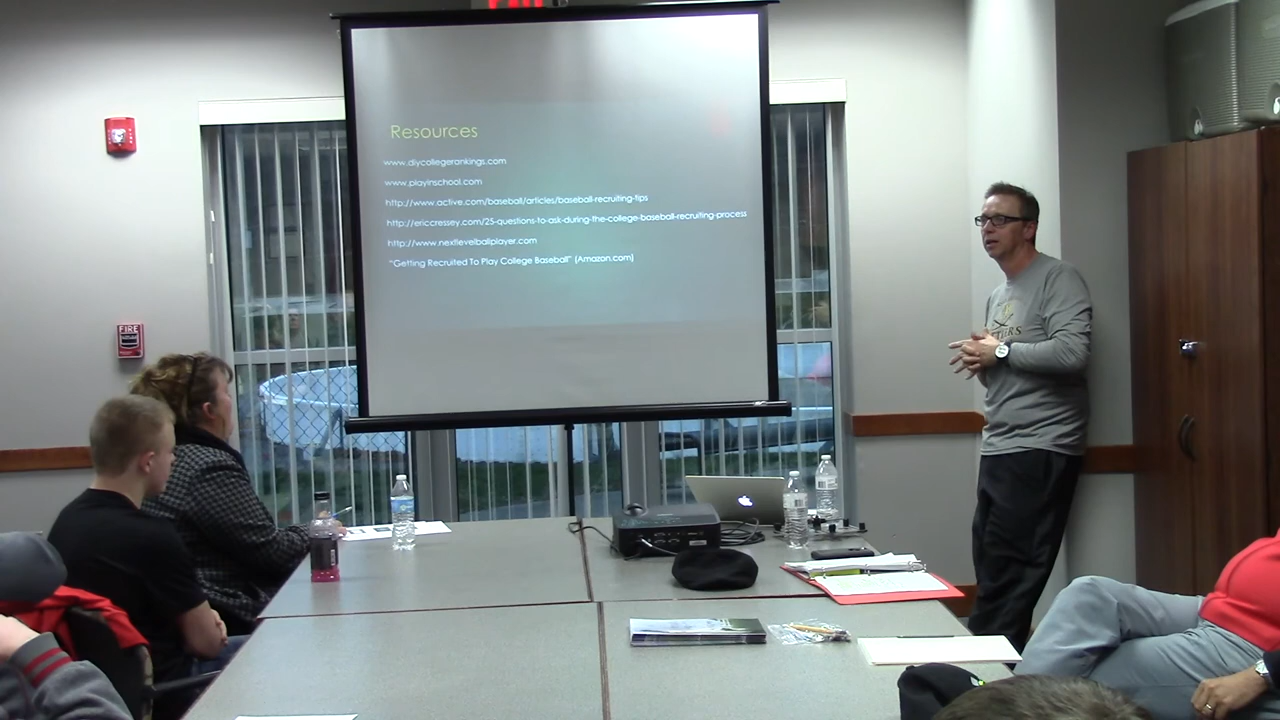 Resources
www.diycollegerankings.com
www.playinschool.com
http://www.active.com/baseball/articles/baseball-recruiting-tips
http://ericcressey.com/25-questions-to-ask-during-the-college-baseball-recruiting-process
http://www.nextlevelballplayer.com
"Getting Recruited To Play College Baseball" (Amazon.com)
FIRE